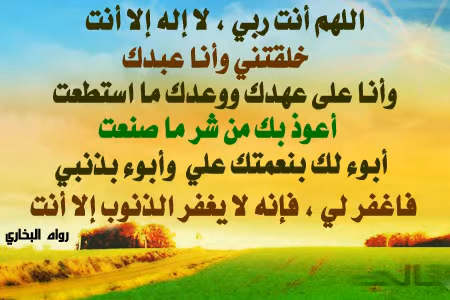 اللهم أنت ربي ، لا إله إلا أنت
خلقتني وأنا عبدك
وأنا على عهدك ووعدك ما استطعت
أعوذ بك من شر ما صنعت
أبوء لك بنعمتك علي وأبوء بذنبي
فاغفر لي ، فإنه لا يغفر الذنوب إلا أنت
رواه البخاري